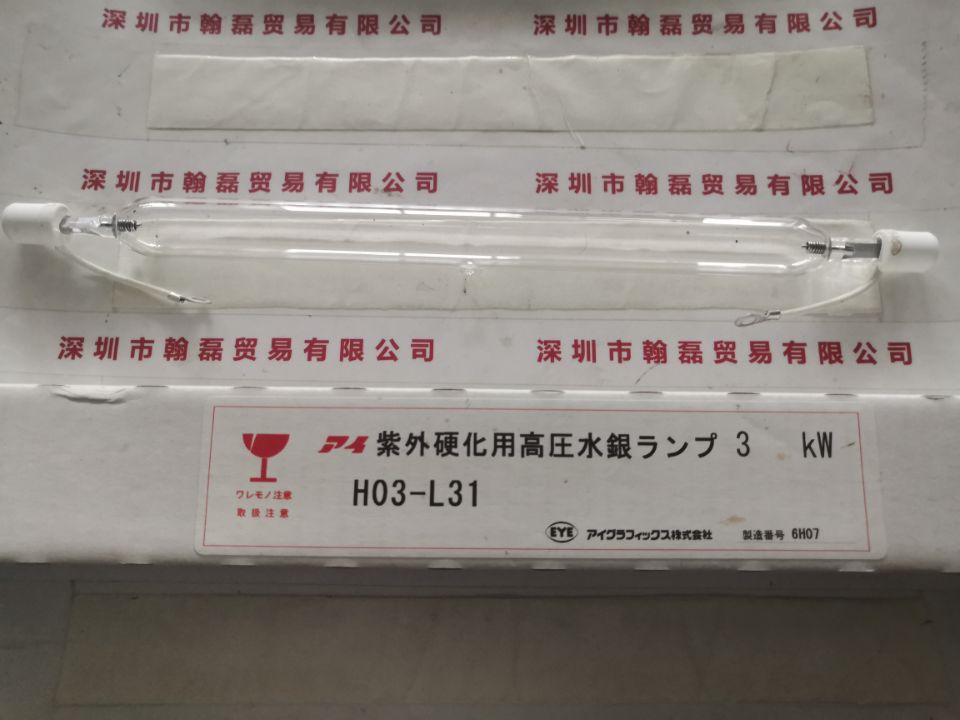 深圳市翰磊贸易有限公司 深圳市翰磊贸易有限公司
深圳市翰磊贸易有限公司 深圳市翰磊贸易有限公司
深圳市翰磊贸易有限公司 深圳市翰磊贸易有限公司
アイ 紫外硬化用高圧水銀ランプ 3 kW
H03-L31
ワレモノ注意
取扱注意
EYE アイグラフィックス株式会社 製造番号 6H07